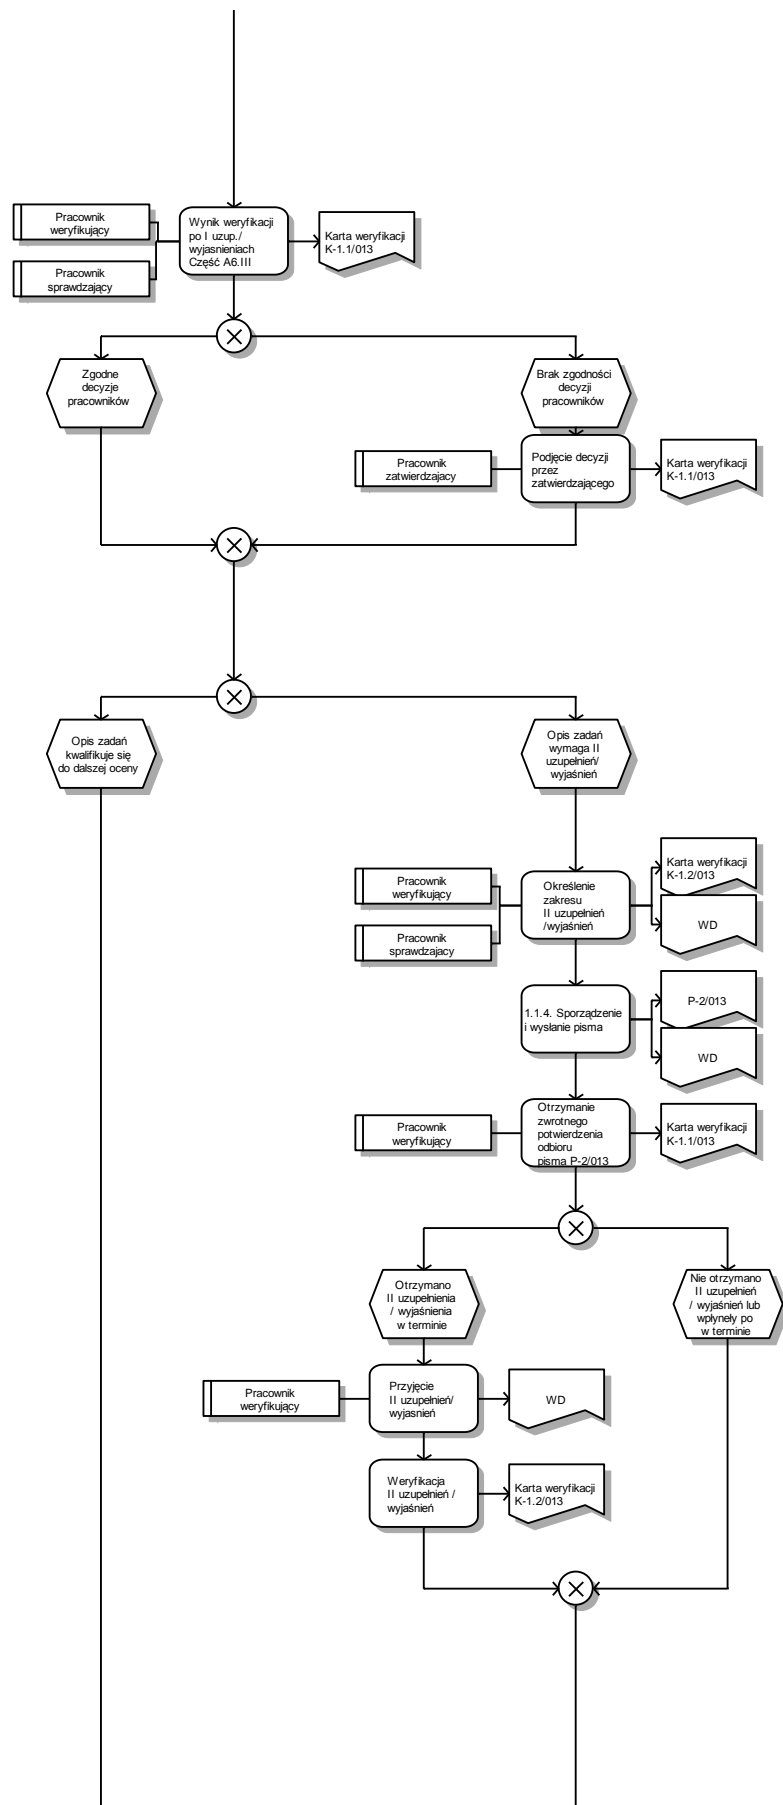 Pracownik
weryfikujący
Wynik weryfikacji
po I uzup./
wyjasnieniach
Część A6.III
Karta weryfikacji
K-1.1/013
Pracownik
sprawdzający
Zgodne
decyzje
pracowników
Brak zgodności
decyzji
pracowników
Pracownik
zatwierdzajacy
Podjęcie decyzji
przez
zatwierdzającego
Karta weryfikacji
K-1.1/013
Opis zadań
kwalifikuje się
do dalszej oceny
Opis zadań
wymaga II
uzupełnień/
wyjaśnień
Pracownik
weryfikujący
Określenie
zakresu
II uzupełnień
/wyjaśnień
Karta weryfikacji
K-1.2/013
WD
Pracownik
sprawdzajacy
1.1.4. Sporządzenie
i wysłanie pisma
P-2/013
WD
Pracownik
weryfikujący
Otrzymanie
zwrotnego
potwierdzenia
odbioru
pisma P-2/013
Karta weryfikacji
K-1.1/013
Otrzymano
II uzupełnienia
/ wyjaśnienia
w terminie
Nie otrzymano
II uzupełnień
/ wyjaśnień lub
wpłyneły po
w terminie
Pracownik
weryfikujący
Przyjęcie
II uzupełnień/
wyjasnień
WD
Weryfikacja
II uzupełnień /
wyjaśnień
Karta weryfikacji
K-1.2/013